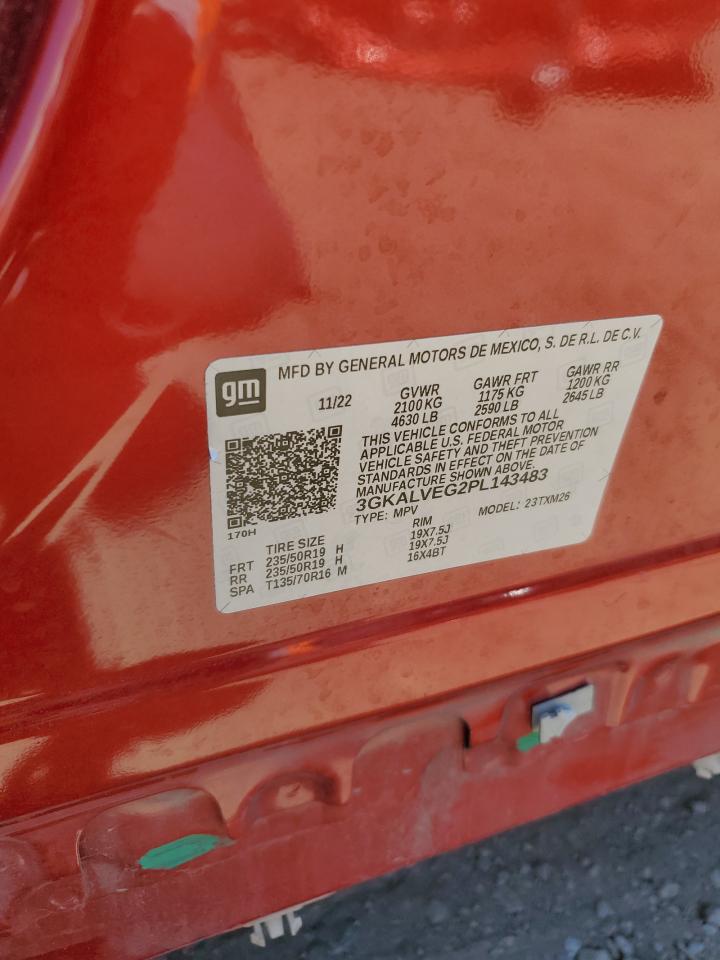 gm
MFD BY GENERAL MOTORS DE MEXICO, S. DE R.L. DE C.V.
11/22
GVWR GAWR FRT GAWR RR
2100 KG 1175 KG 1200 KG
4630 LB 2590 LB 2645 LB
THIS VEHICLE CONFORMS TO ALL
APPLICABLE U.S. FEDERAL MOTOR
VEHICLE SAFETY AND THEFT PREVENTION
STANDARDS IN EFFECT ON THE DATE OF
MANUFACTURE SHOWN ABOVE.
3GKALVEG2PL143483
170H
TYPE: MPV MODEL: 23TXM26
TIRE SIZE RIM
FRT 235/50R19 H 19X7.5J
RR 235/50R19 H 19X7.5J
SPA T135/70R16 M 16X4BT